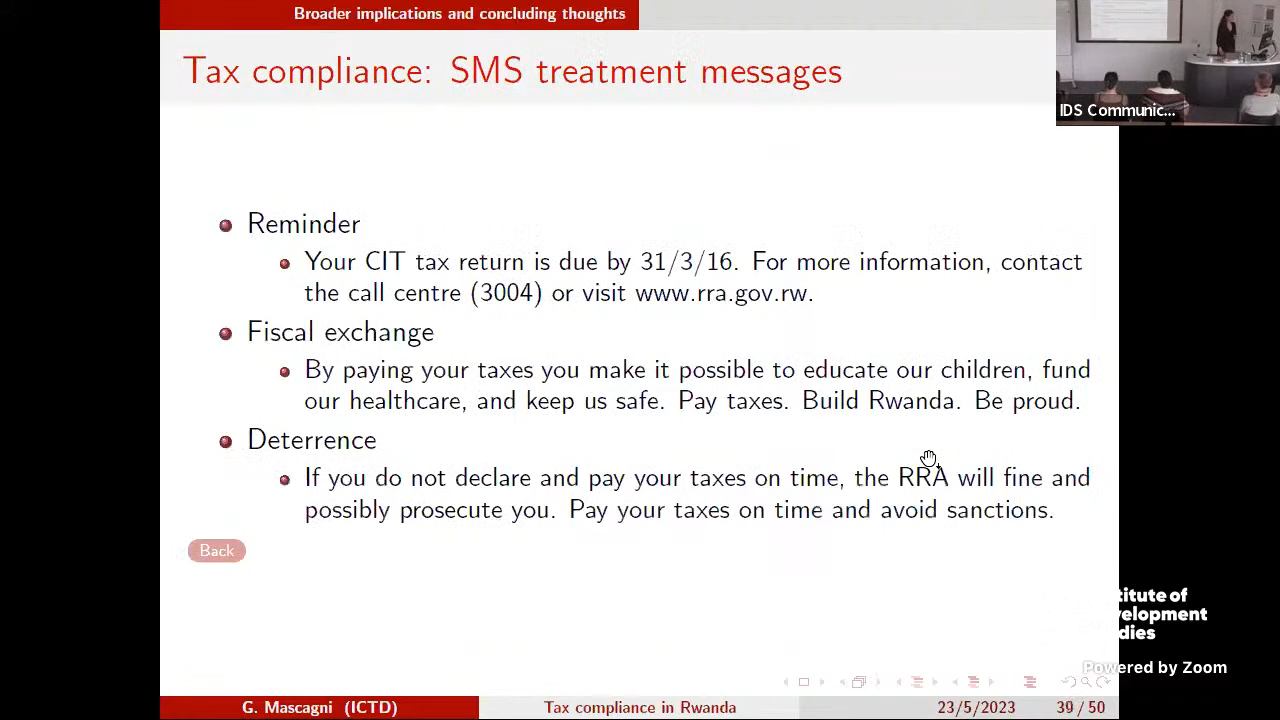 Broader implications and concluding thoughts
Tax compliance: SMS treatment messages
IDS Communic...
Reminder
Your CIT tax return is due by 31/3/16. For more information, contact
the call centre (3004) or visit www.rra.gov.rw.
Fiscal exchange
By paying your taxes you make it possible to educate our children, fund
our healthcare, and keep us safe. Pay taxes. Build Rwanda. Be proud.
Deterrence
If you do not declare and pay your taxes on time, the RRA will fine and
possibly prosecute you. Pay your taxes on time and avoid sanctions.
Back
titute of
velopment
dies
Powered by Zoom
G. Mascagni (ICTD)
Tax compliance in Rwanda
23/5/2023
39 / 50